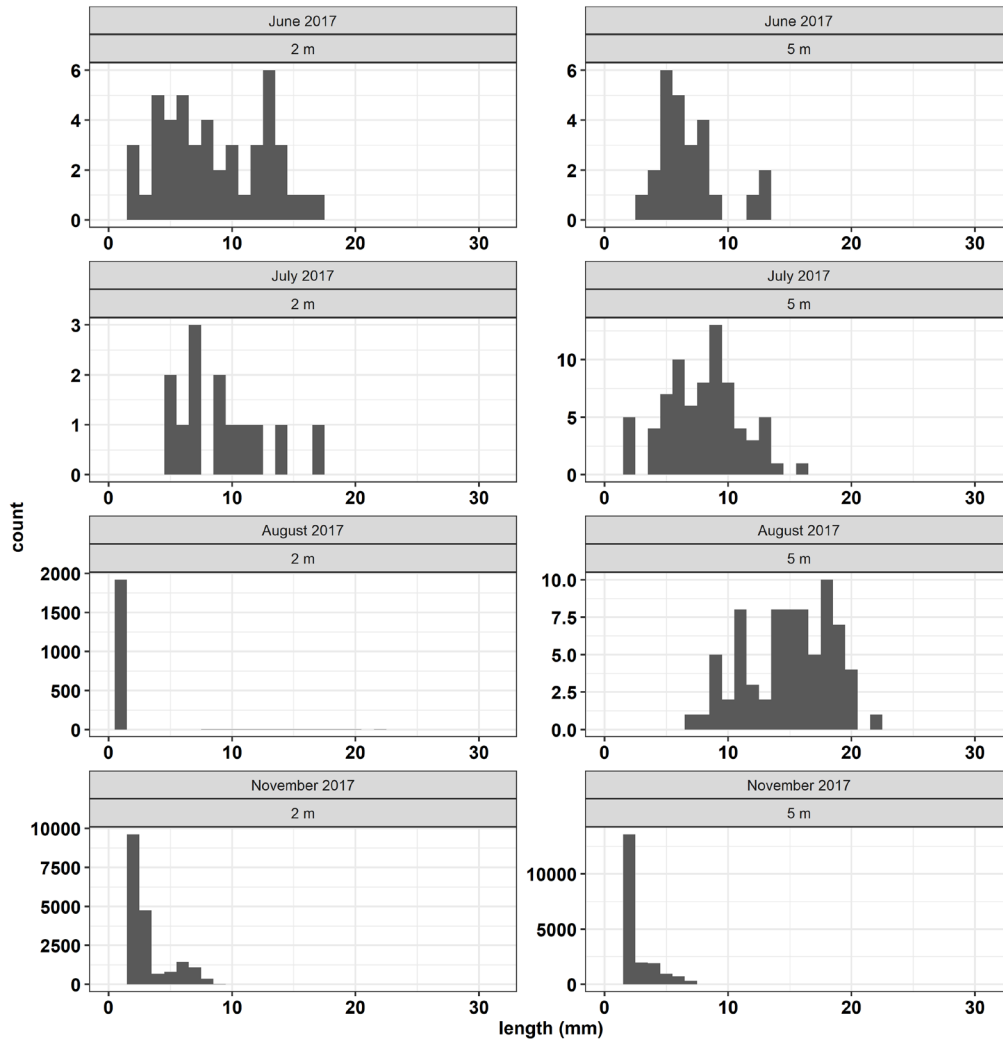 June 2017
2 m
6
4
2
0
0 10 20 30
June 2017
5 m
6
4
2
0
0 10 20 30
July 2017
2 m
3
2
1
0
0 10 20 30
July 2017
5 m
10
5
0
0 10 20 30
August 2017
2 m
2000
1500
1000
500
0
0 10 20 30
August 2017
5 m
10.0
7.5
5.0
2.5
0.0
0 10 20 30
November 2017
2 m
10000
7500
5000
2500
0
0 10 20 30
November 2017
5 m
10000
5000
0
0 10 20 30
count
length (mm)